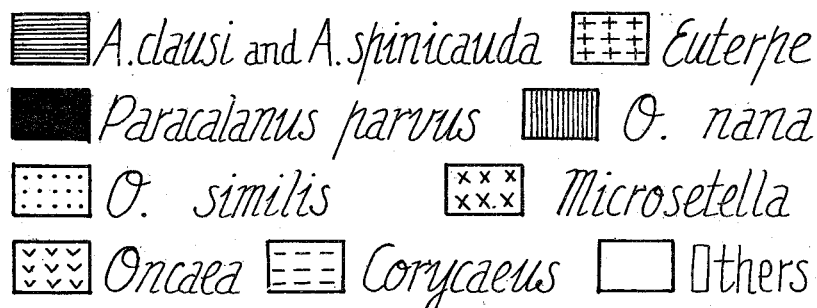 A. clausi and A. spinicauda Euterpe
Paracalanus parvus O. nana
O. similis Microsetella
Oncaea Corycaeus Others